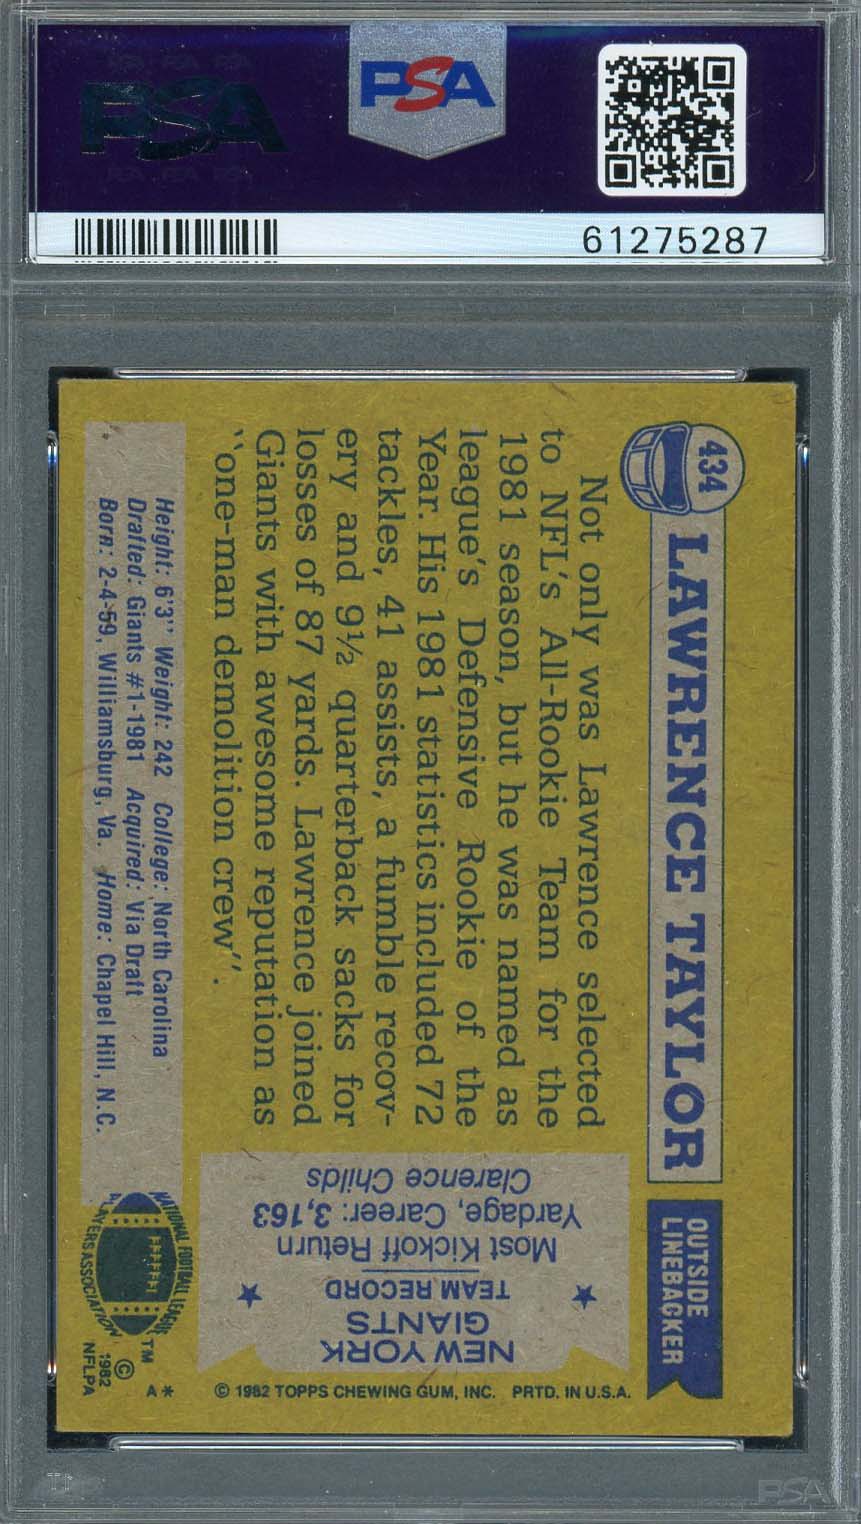 PSA
PSA
61275287
434
LAWRENCE TAYLOR
OUTSIDE
LINEBACKER
Not only was Lawrence selected
to NFL's All-Rookie Team for the
1981 season, but he was named as
league's Defensive Rookie of the
Year. His 1981 statistics included 72
tackles, 41 assists, a fumble recov-
ery and 9½ quarterback sacks for
losses of 87 yards. Lawrence joined
Giants with awesome reputation as
"one-man demolition crew".
Height: 6'3" Weight: 242 College: North Carolina
Drafted: Giants #1-1981 Acquired: Via Draft
Born: 2-4-59, Williamsburg, Va. Home: Chapel Hill, N.C.
NEW YORK
GIANTS
TEAM RECORD
Most Kickoff Return
Yardage, Career: 3,163
Clarence Childs
NATIONAL FOOTBALL LEAGUE
PLAYERS ASSOCIATION
TM
© 1982
NFLPA
A*
© 1982 TOPPS CHEWING GUM, INC. PRTD. IN U.S.A.
PSA